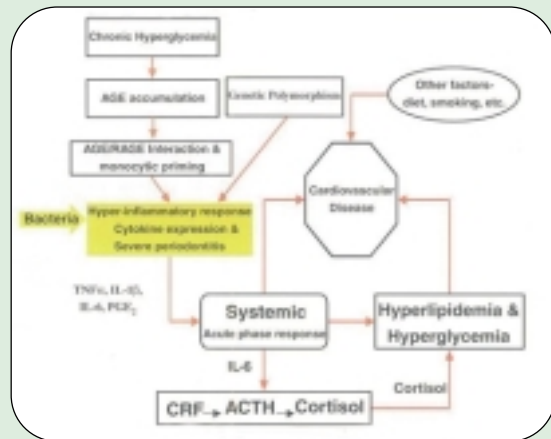 Chronic Hyperglycemia
AGE accumulation
Genetic Polymorphism
Other factors-
diet, smoking, etc.
AGE/RAGE Interaction &
monocytic priming
Cardiovascular
Disease
Bacteria
Hyper-inflammatory response
Cytokine expression &
Severe periodontitis
TNFα, IL-1β,
IL-6, PGE2
Systemic
Acute phase response
Hyperlipidemia &
Hyperglycemia
IL-6
Cortisol
CRF→ACTH→Cortisol